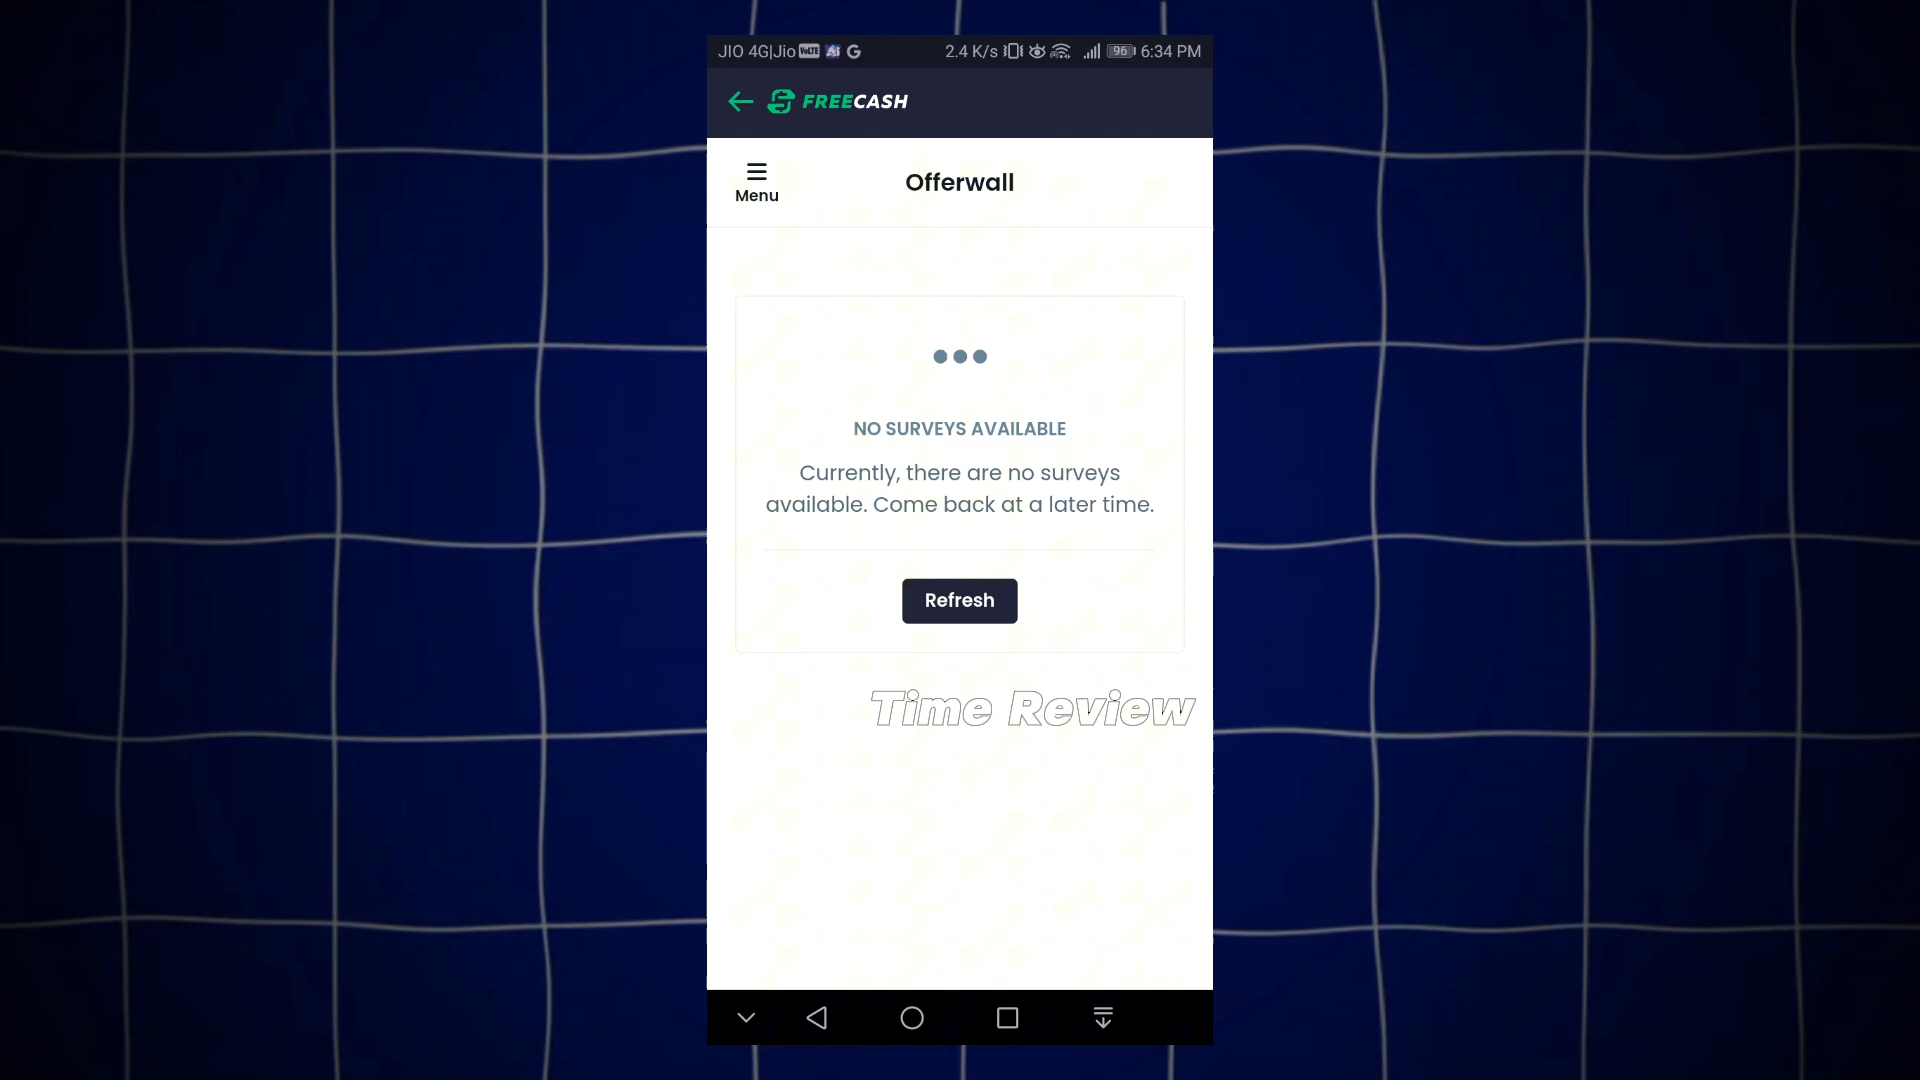 JIO 4G|Jio VoLTE G 2.4 K/s 96 6:34 PM
FREECASH
Menu
Offerwall
NO SURVEYS AVAILABLE
Currently, there are no surveys
available. Come back at a later time.
Refresh
Time Review